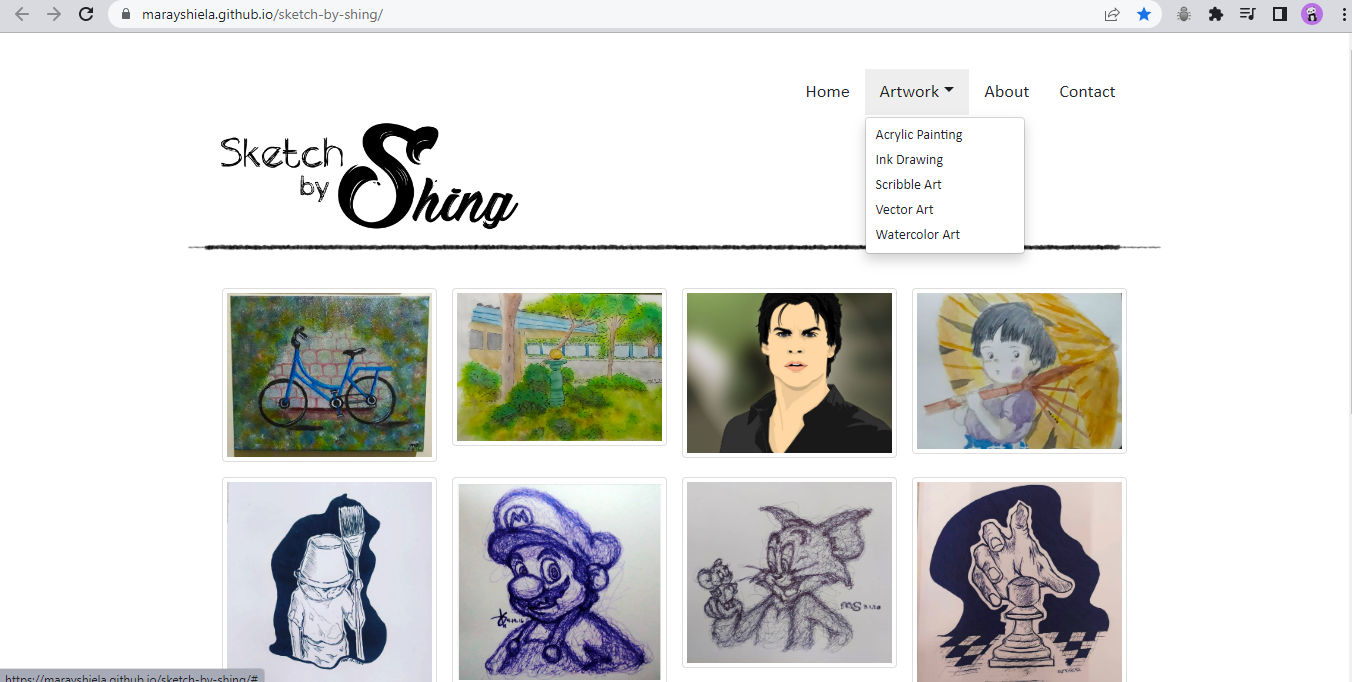 marayshiela.github.io/sketch-by-shing/
Home Artwork About Contact
Sketch
by Shing
Acrylic Painting
Ink Drawing
Scribble Art
Vector Art
Watercolor Art
M
https://marayshiela.github.io/sketch-by-shing/#